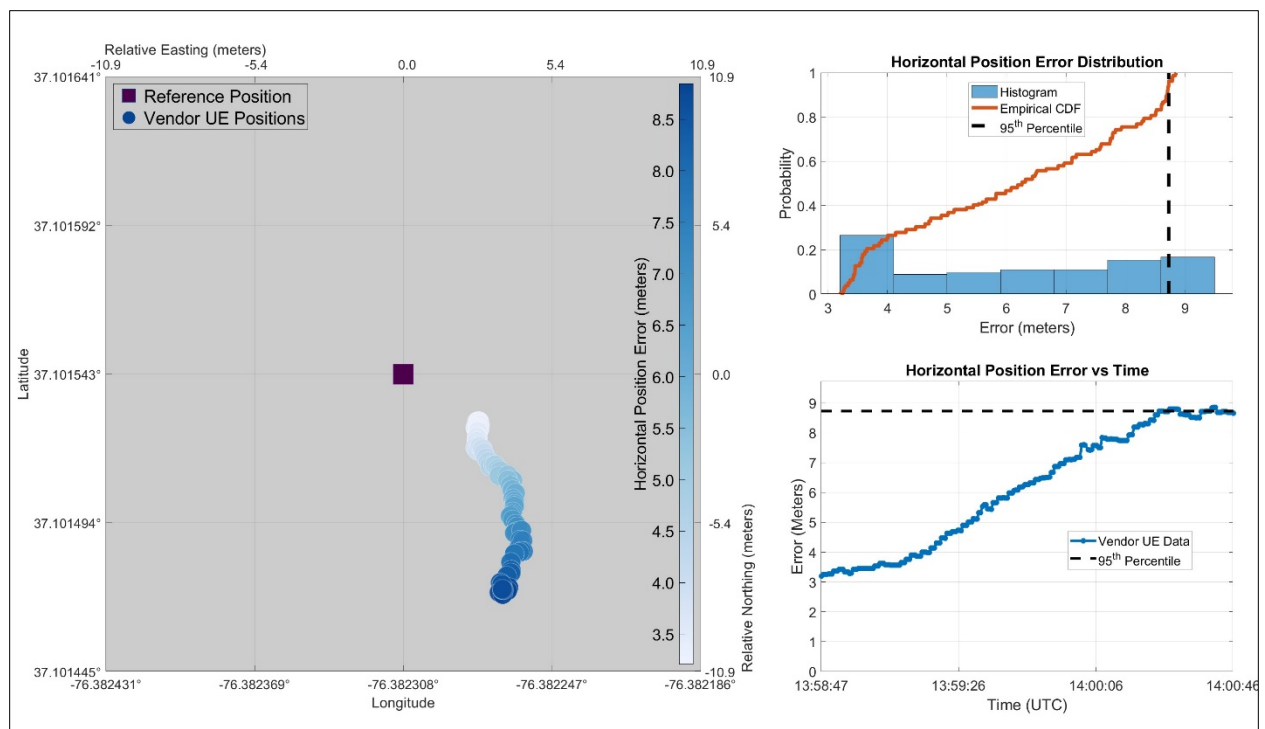 Relative Easting (meters)
-10.9 -5.4 0.0 5.4 10.9
37.101641°
37.101592°
37.101543°
37.101494°
37.101445°
Latitude
Reference Position
Vendor UE Positions
-76.382431° -76.382369° -76.382308° -76.382247° -76.382186°
Longitude
8.5
8.0
7.5
7.0
6.5
6.0
5.5
5.0
4.5
4.0
3.5
Horizontal Position Error (meters)
10.9
5.4
0.0
-5.4
-10.9
Relative Northing (meters)
Horizontal Position Error Distribution
Histogram
Empirical CDF
95th Percentile
1
0.8
0.6
0.4
0.2
0
Probability
3 4 5 6 7 8 9
Error (meters)
Horizontal Position Error vs Time
9
8
7
6
5
4
3
2
1
0
Error (Meters)
Vendor UE Data
95th Percentile
13:58:47 13:59:26 14:00:06 14:00:46
Time (UTC)